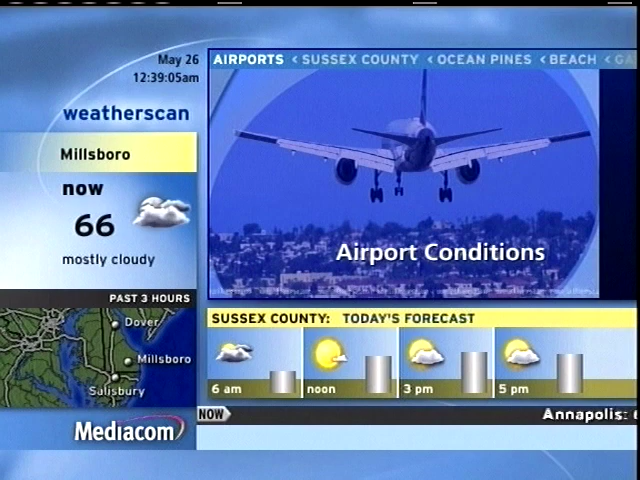 May 26
12:39:05am
weatherscan
Millsboro
now
66
mostly cloudy
PAST 3 HOURS
Dover
Millsboro
Salisbury
Mediacom
AIRPORTS < SUSSEX COUNTY < OCEAN PINES < BEACH <
Airport Conditions
SUSSEX COUNTY: TODAY'S FORECAST
6 am
noon
3 pm
5 pm
NOW
Annapolis: